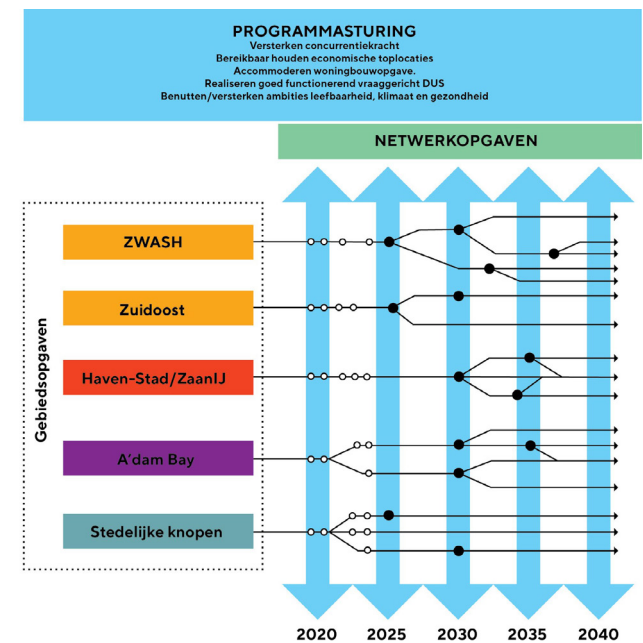 PROGRAMMASTURING
Versterken concurrentiekracht
Bereikbaar houden economische toplocaties
Accommoderen woningbouwopgave.
Realiseren goed functionerend vraaggericht DUS
Benutten/versterken ambities leefbaarheid, klimaat en gezondheid
NETWERKOPGAVEN
Gebiedsopgaven
ZWASH
Zuidoost
Haven-Stad/ZaanIJ
A'dam Bay
Stedelijke knopen
2020 2025 2030 2035 2040